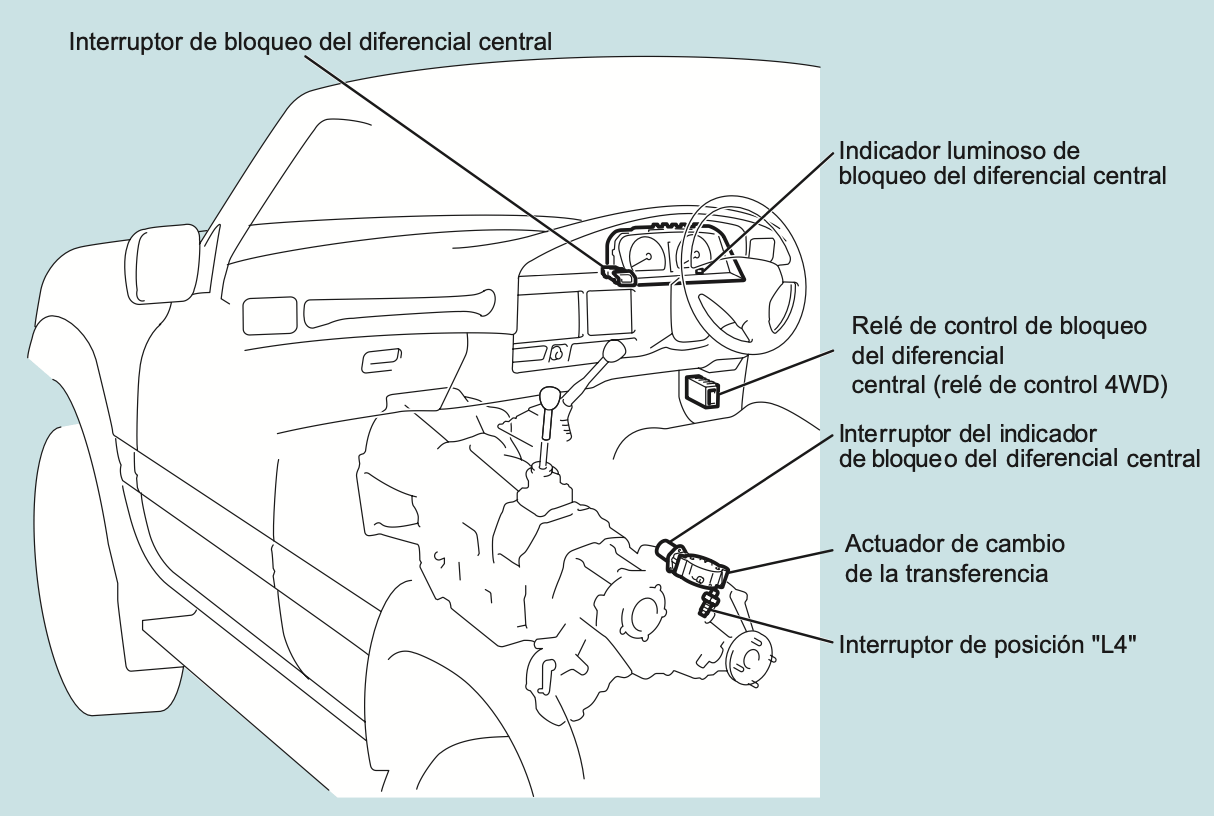 Interruptor de bloqueo del diferencial central
Indicador luminoso de
bloqueo del diferencial central
Relé de control de bloqueo
del diferencial
central (relé de control 4WD)
Interruptor del indicador
de bloqueo del diferencial central
Actuador de cambio
de la transferencia
Interruptor de posición "L4"